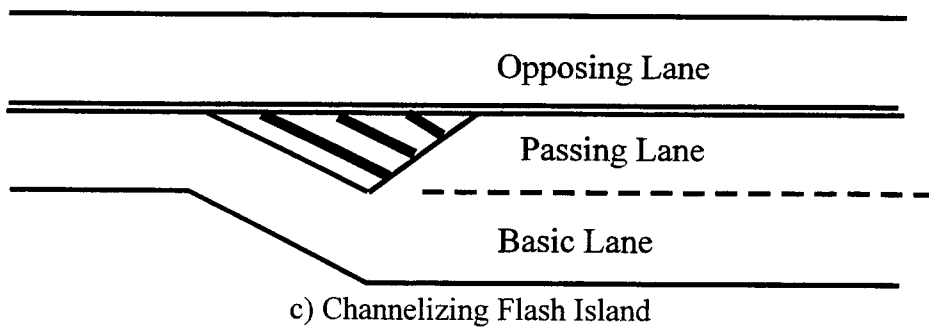 Opposing Lane
Passing Lane
Basic Lane
c) Channelizing Flash Island